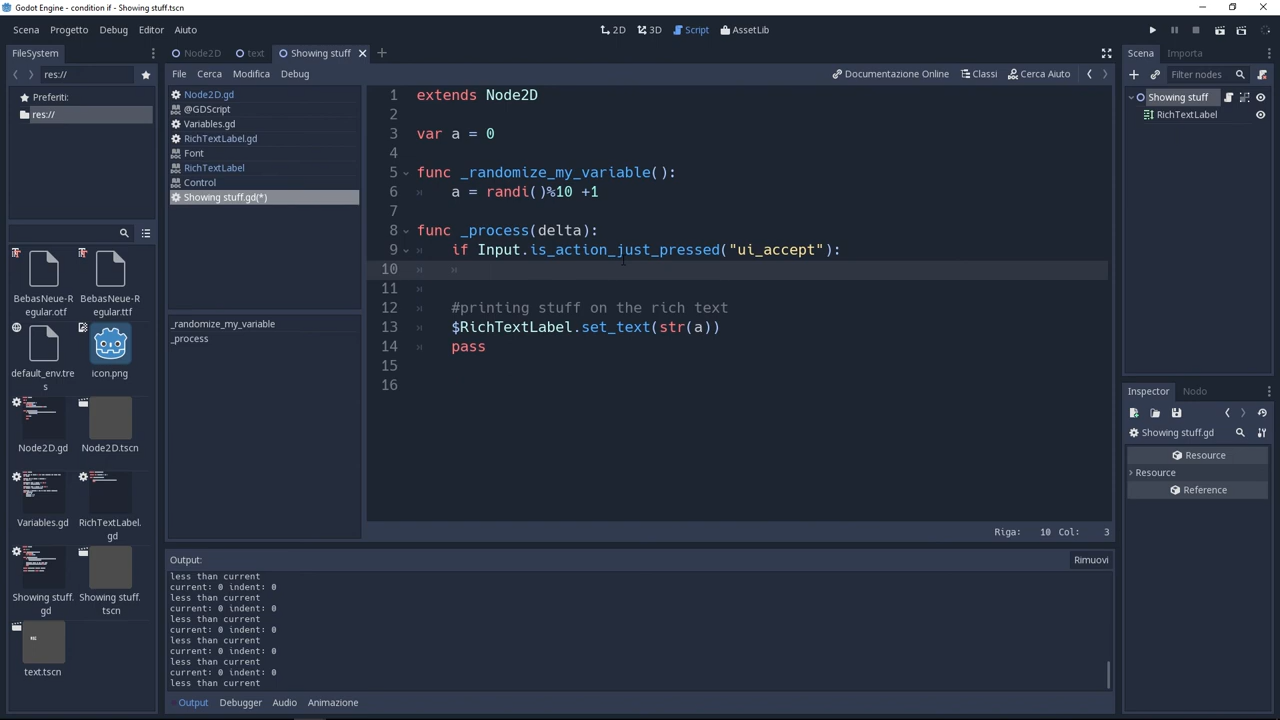 Godot Engine - condition if - Showing stuff.tscn
Scena Progetto Debug Editor Aiuto
2D 3D Script AssetLib
FileSystem
res://
Preferiti:
res://
BebasNeue-Regular.otf
BebasNeue-Regular.ttf
default_env.tres
icon.png
Node2D.gd
Node2D.tscn
Variables.gd
RichTextLabel.gd
Showing stuff.gd
Showing stuff.tscn
text.tscn
Node2D text Showing stuff
File Cerca Modifica Debug
Documentazione Online Classi Cerca Aiuto
Node2D.gd
@GDScript
Variables.gd
RichTextLabel.gd
Font
RichTextLabel
Control
Showing stuff.gd(*)
_randomize_my_variable
_process
1 extends Node2D
2
3 var a = 0
4
5 func _randomize_my_variable():
6 a = randi()%10 +1
7
8 func _process(delta):
9 if Input.is_action_just_pressed("ui_accept"):
10
11
12 #printing stuff on the rich text
13 $RichTextLabel.set_text(str(a))
14 pass
15
16
Riga: 10 Col: 3
Output:
Rimuovi
less than current
current: 0 indent: 0
less than current
current: 0 indent: 0
less than current
current: 0 indent: 0
less than current
current: 0 indent: 0
less than current
current: 0 indent: 0
less than current
Output Debugger Audio Animazione
Scena Importa
Filter nodes
Showing stuff
RichTextLabel
Inspector Nodo
Showing stuff.gd
Resource
Resource
Reference